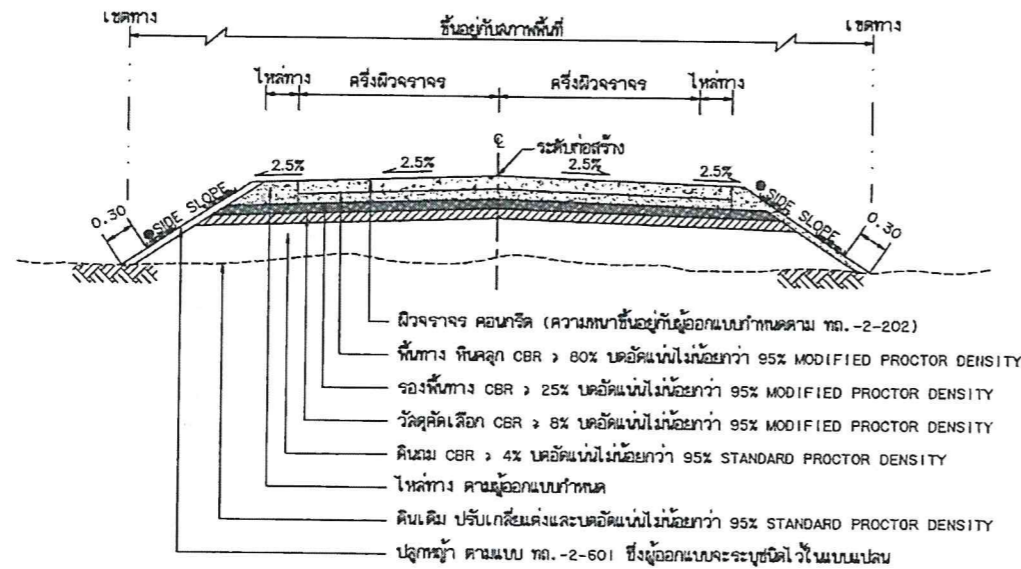 เขตทาง
ขึ้นอยู่กับสภาพพื้นที่
เขตทาง
ไหล่ทาง
ครึ่งผิวจราจร
ครึ่งผิวจราจร
ไหล่ทาง
℄
ระดับก่อสร้าง
2.5%
2.5%
2.5%
2.5%
0.30
SIDE SLOPE
SIDE SLOPE
0.30
ผิวจราจร คอนกรีต (ความหนาขึ้นอยู่กับผู้ออกแบบกำหนดตาม ทถ.-2-202)
พื้นทาง หินคลุก CBR ≥ 80% บดอัดแน่นไม่น้อยกว่า 95% MODIFIED PROCTOR DENSITY
รองพื้นทาง CBR ≥ 25% บดอัดแน่นไม่น้อยกว่า 95% MODIFIED PROCTOR DENSITY
วัสดุคัดเลือก CBR ≥ 8% บดอัดแน่นไม่น้อยกว่า 95% MODIFIED PROCTOR DENSITY
ดินถม CBR ≥ 4% บดอัดแน่นไม่น้อยกว่า 95% STANDARD PROCTOR DENSITY
ไหล่ทาง ตามผู้ออกแบบกำหนด
ดินเดิม ปรับเกลี่ยแต่งและบดอัดแน่นไม่น้อยกว่า 95% STANDARD PROCTOR DENSITY
ปลูกหญ้า ตามแบบ ทถ.-2-601 ซึ่งผู้ออกแบบจะระบุชนิดไว้ในแบบแปลน